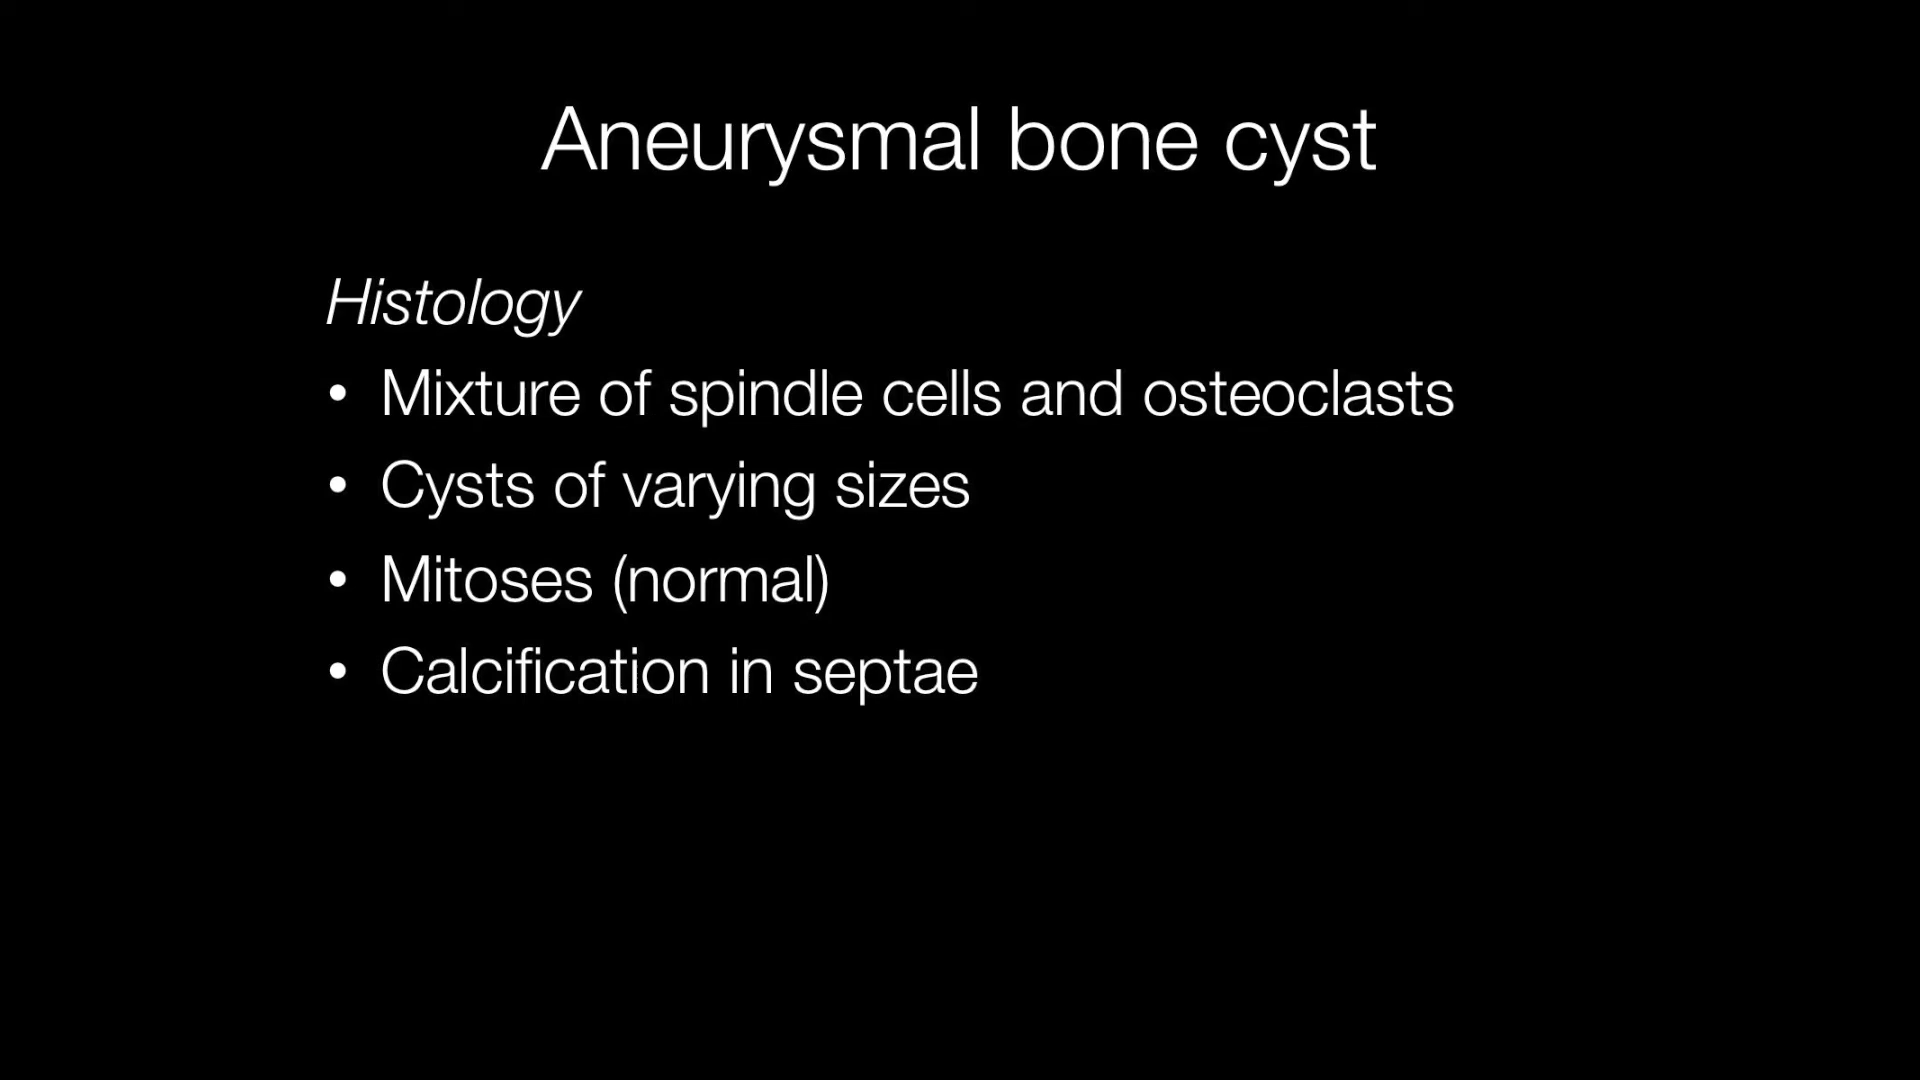 Aneurysmal bone cyst
Histology
• Mixture of spindle cells and osteoclasts
• Cysts of varying sizes
• Mitoses (normal)
• Calcification in septae